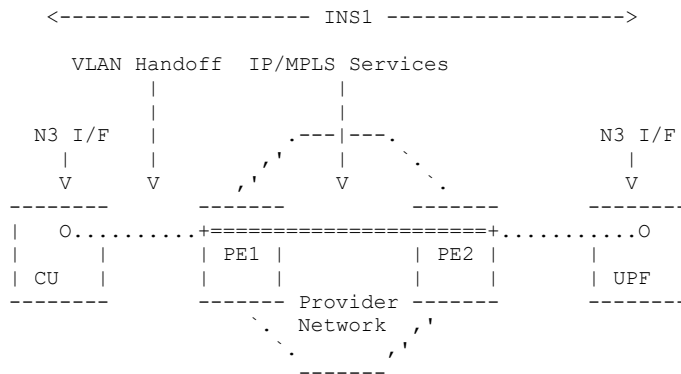 INS1
VLAN Handoff IP/MPLS Services
N3 I/F N3 I/F
PE1 PE2
CU UPF
Provider
Network